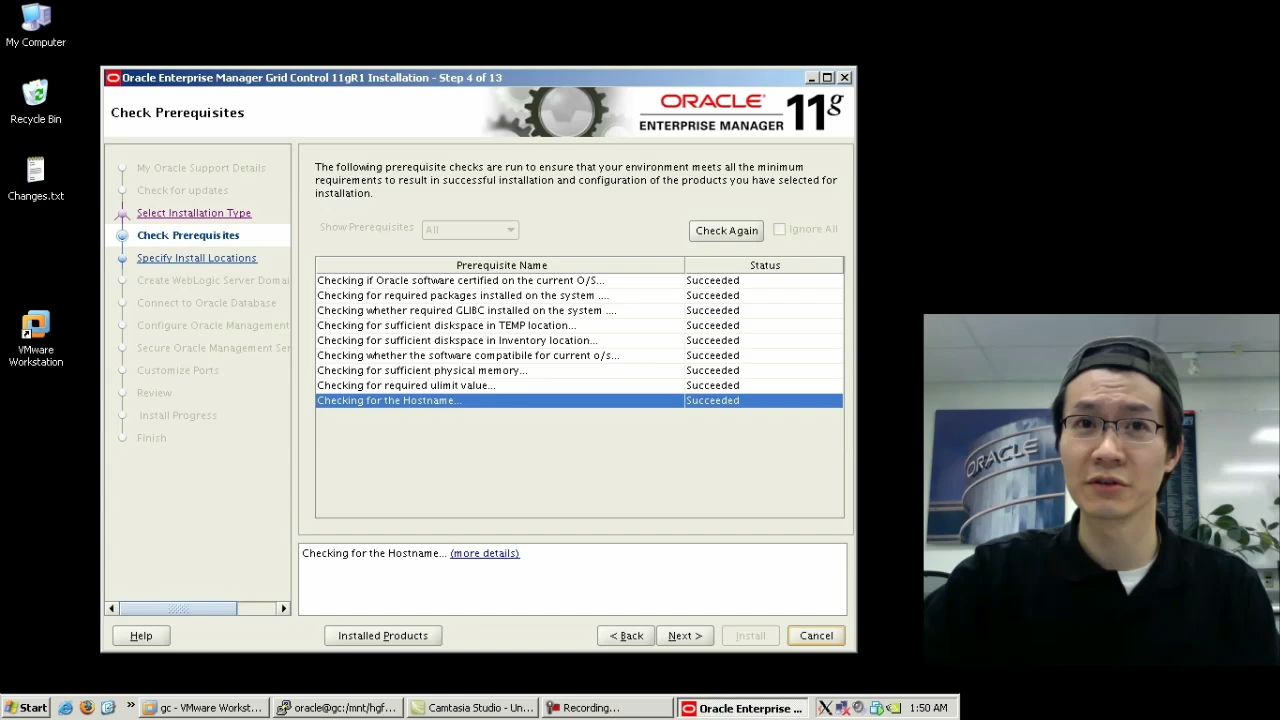 My Computer
Recycle Bin
Changes.txt
VMware
Workstation
Oracle Enterprise Manager Grid Control 11gR1 Installation - Step 4 of 13
Check Prerequisites
ORACLE
ENTERPRISE MANAGER 11g
My Oracle Support Details
Check for updates
Select Installation Type
Check Prerequisites
Specify Install Locations
Create WebLogic Server Domai
Connect to Oracle Database
Configure Oracle Management
Secure Oracle Management Ser
Customize Ports
Review
Install Progress
Finish
The following prerequisite checks are run to ensure that your environment meets all the minimum
requirements to result in successful installation and configuration of the products you have selected for
installation.
Show Prerequisites All Check Again Ignore All
Prerequisite Name Status
Checking if Oracle software certified on the current O/S... Succeeded
Checking for required packages installed on the system .... Succeeded
Checking whether required GLIBC installed on the system .... Succeeded
Checking for sufficient diskspace in TEMP location... Succeeded
Checking for sufficient diskspace in Inventory location... Succeeded
Checking whether the software compatibile for current o/s... Succeeded
Checking for sufficient physical memory... Succeeded
Checking for required ulimit value... Succeeded
Checking for the Hostname... Succeeded
Checking for the Hostname... (more details)
Help Installed Products < Back Next > Install Cancel
ORACLE
Start » gc - VMware Workst... oracle@gc:/mnt/hgf... Camtasia Studio - Un... Recording... Oracle Enterprise ... 1:50 AM